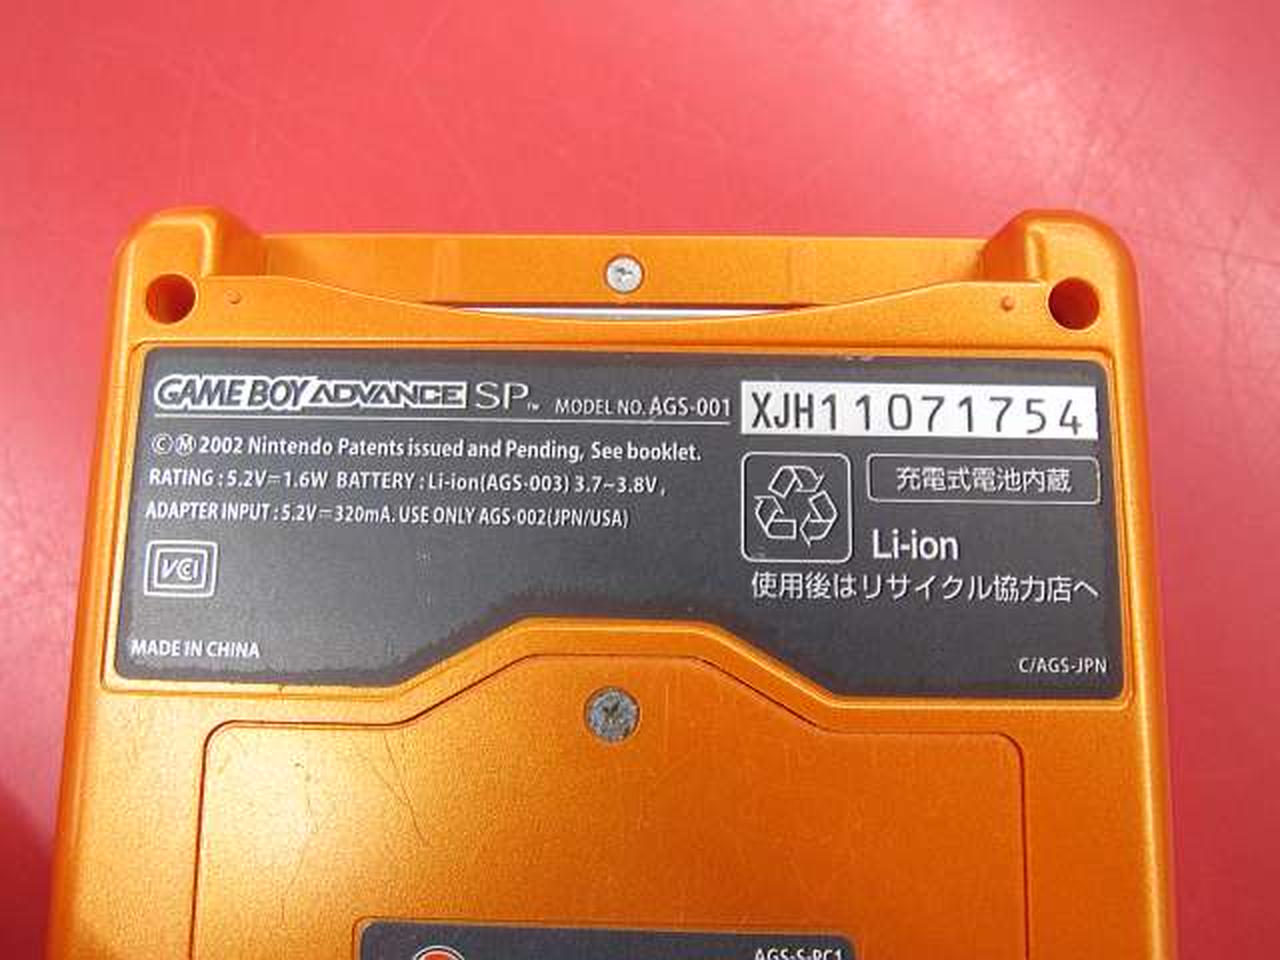 GAME BOY ADVANCE SP™ MODEL NO. AGS-001
XJH11071754
©Ⓜ 2002 Nintendo Patents issued and Pending, See booklet.
RATING : 5.2V⎓1.6W BATTERY : Li-ion(AGS-003) 3.7~3.8V,
ADAPTER INPUT : 5.2V⎓320mA. USE ONLY AGS-002(JPN/USA)
VCI
MADE IN CHINA
充電式電池内蔵
Li-ion
使用後はリサイクル協力店へ
C/AGS-JPN
AGS-S-PC1